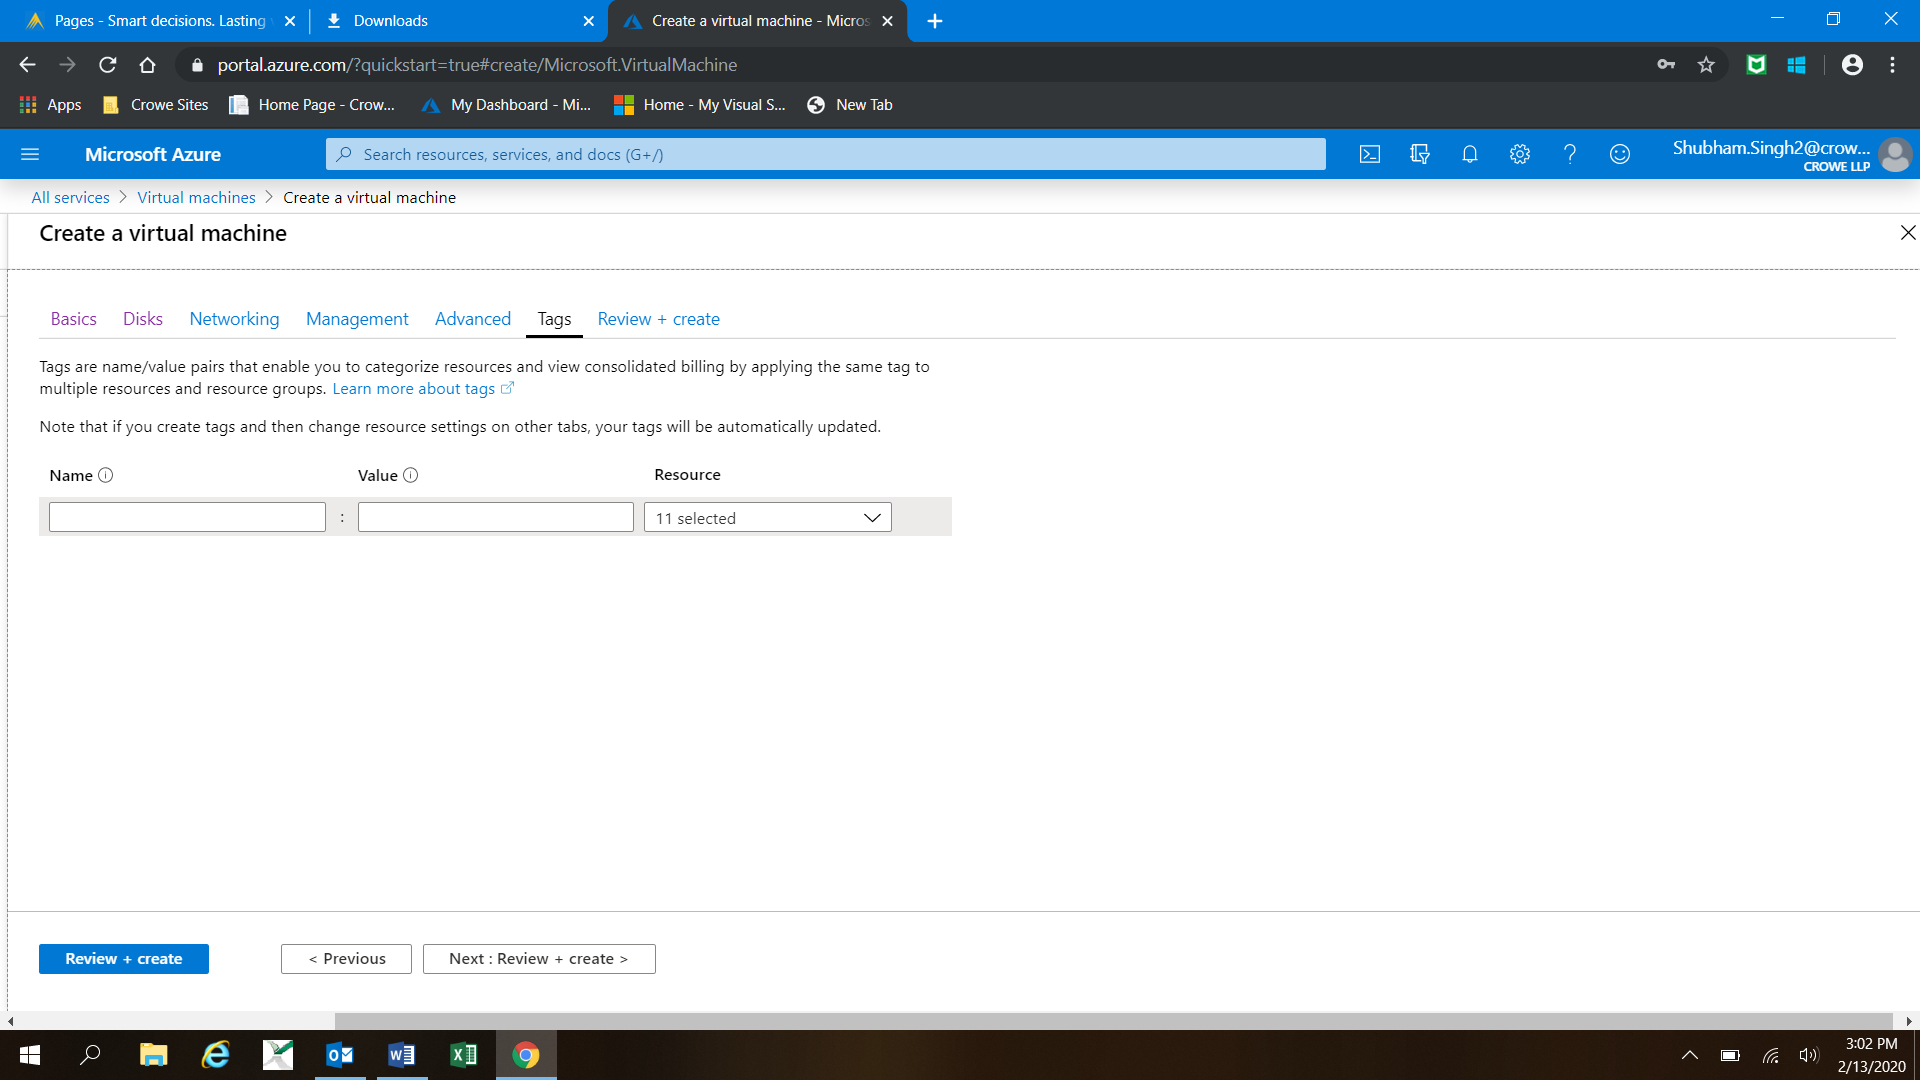 Pages - Smart decisions. Lasting
Downloads
Create a virtual machine - Micros
portal.azure.com/?quickstart=true#create/Microsoft.VirtualMachine
Apps
Crowe Sites
Home Page - Crow...
My Dashboard - Mi...
Home - My Visual S...
New Tab
Microsoft Azure
Search resources, services, and docs (G+/)
Shubham.Singh2@crow...
CROWE LLP
All services > Virtual machines > Create a virtual machine
Create a virtual machine
Basics
Disks
Networking
Management
Advanced
Tags
Review + create
Tags are name/value pairs that enable you to categorize resources and view consolidated billing by applying the same tag to
multiple resources and resource groups. Learn more about tags
Note that if you create tags and then change resource settings on other tabs, your tags will be automatically updated.
Name
Value
Resource
:
11 selected
Review + create
< Previous
Next : Review + create >
3:02 PM
2/13/2020